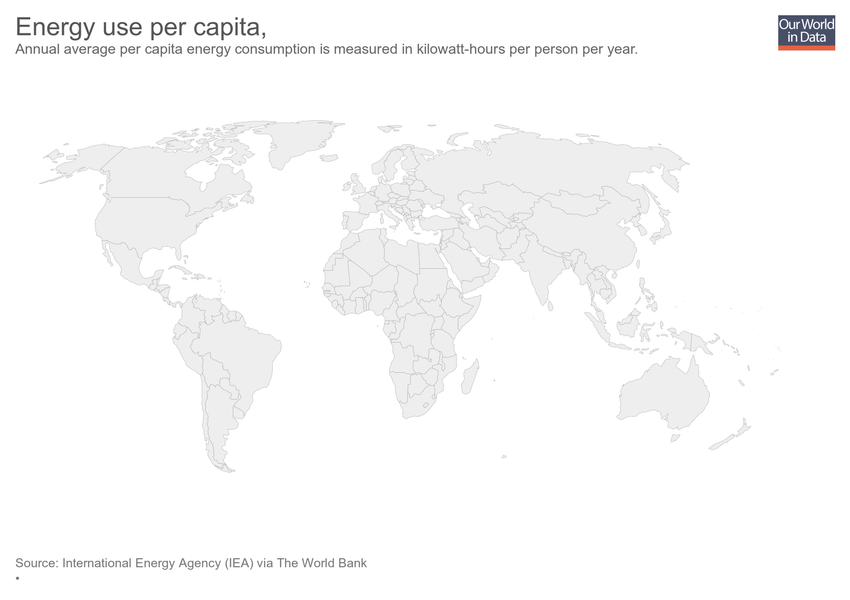 Energy use per capita,
Annual average per capita energy consumption is measured in kilowatt-hours per person per year.
Our World
in Data
Source: International Energy Agency (IEA) via The World Bank
•